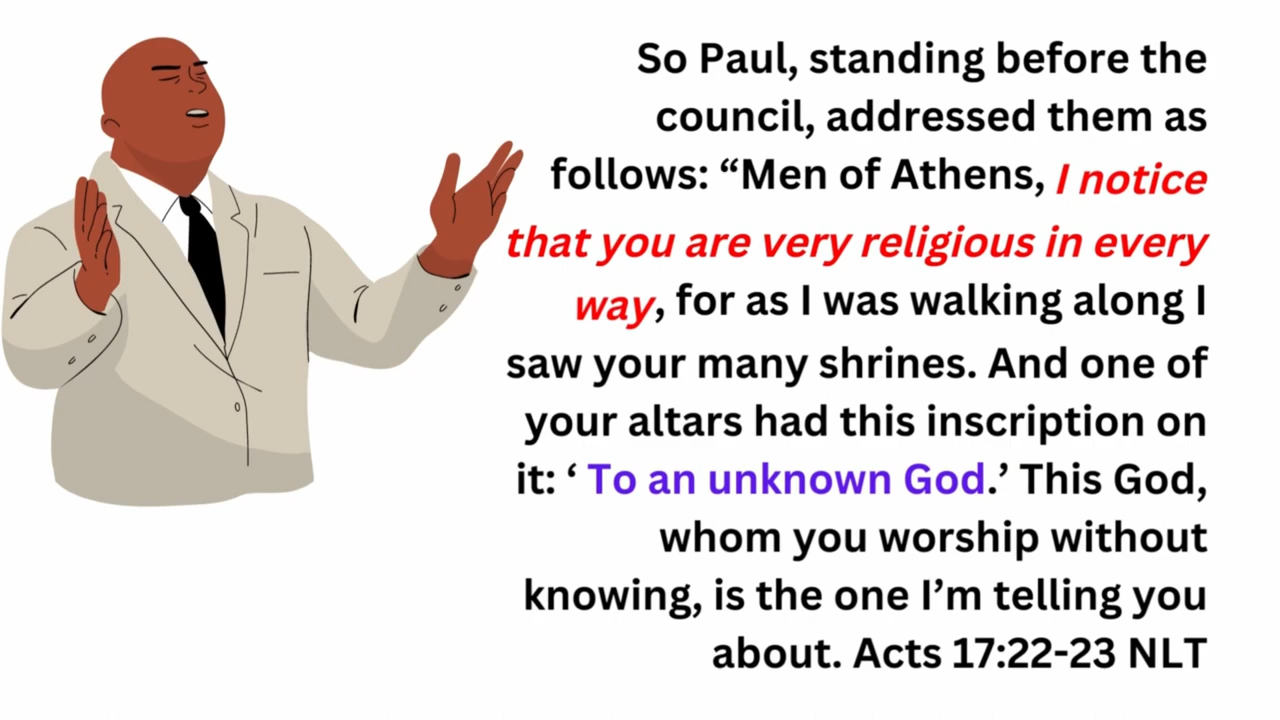 So Paul, standing before the
council, addressed them as
follows: “Men of Athens, I notice
that you are very religious in every
way, for as I was walking along I
saw your many shrines. And one of
your altars had this inscription on
it: ‘ To an unknown God.’ This God,
whom you worship without
knowing, is the one I’m telling you
about. Acts 17:22-23 NLT